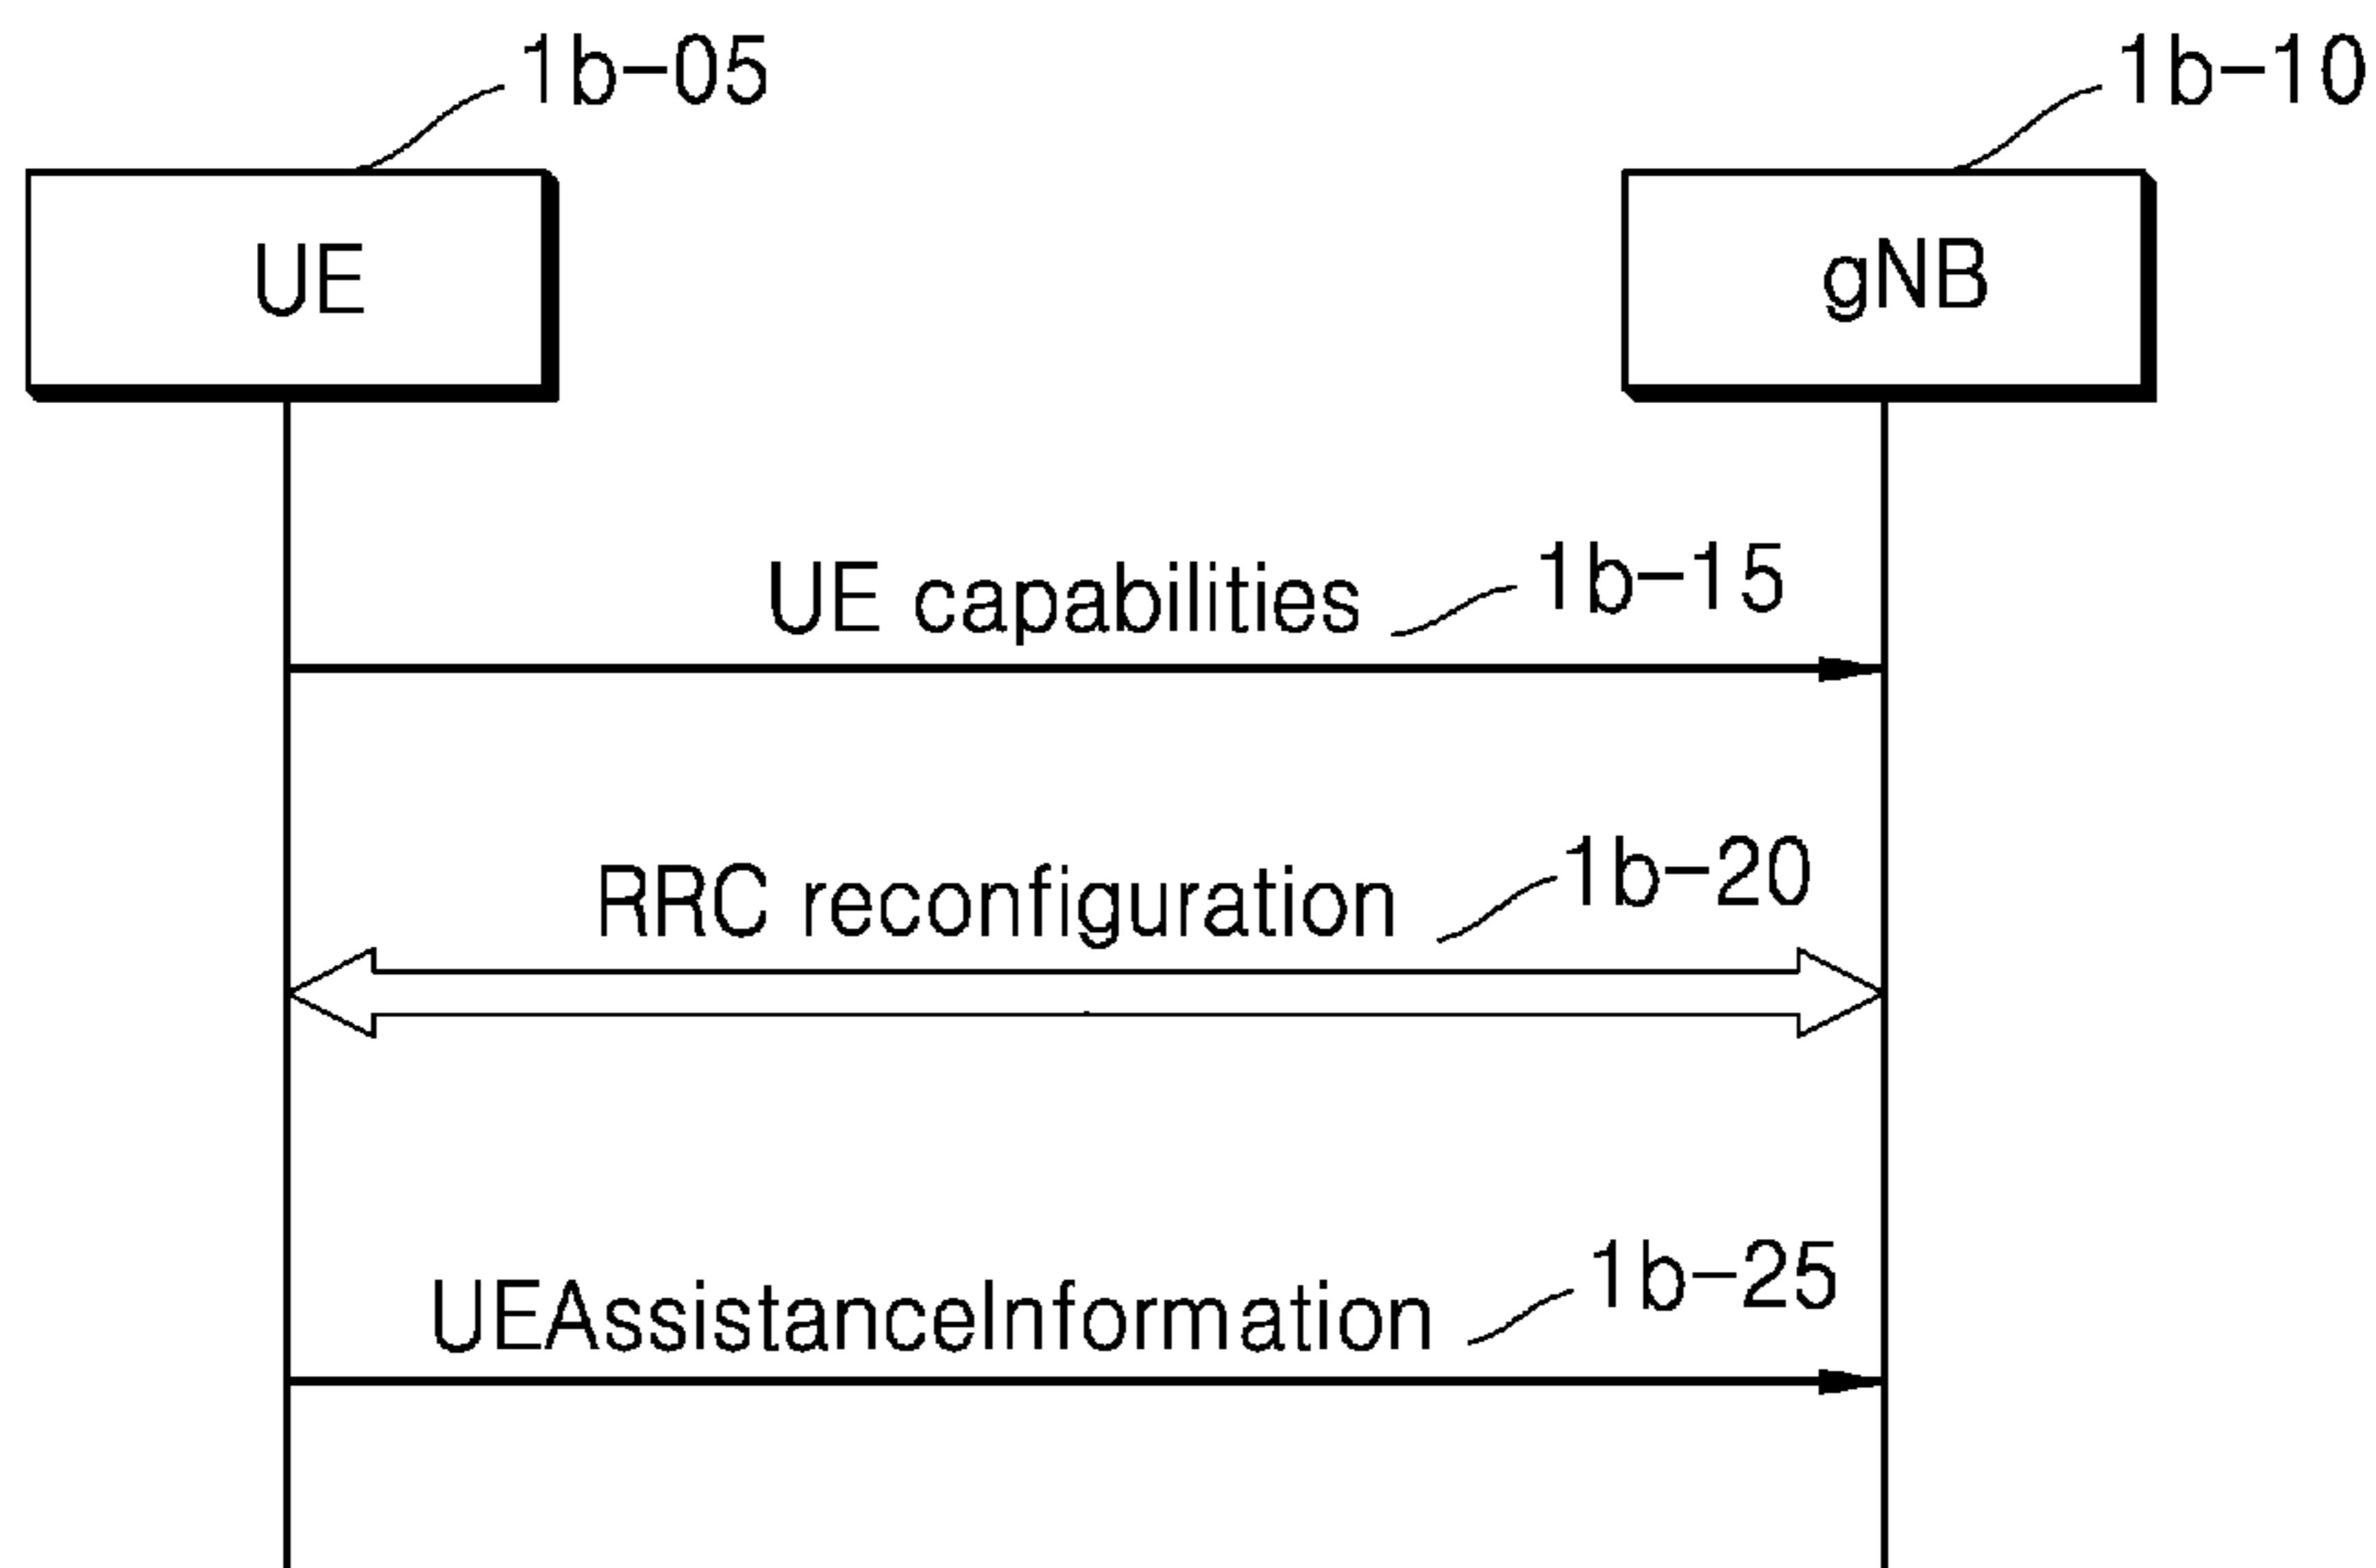 1b-05
1b-10
UE
gNB
UE capabilities
1b-15
RRC reconfiguration
1b-20
UEAssistanceInformation
1b-25